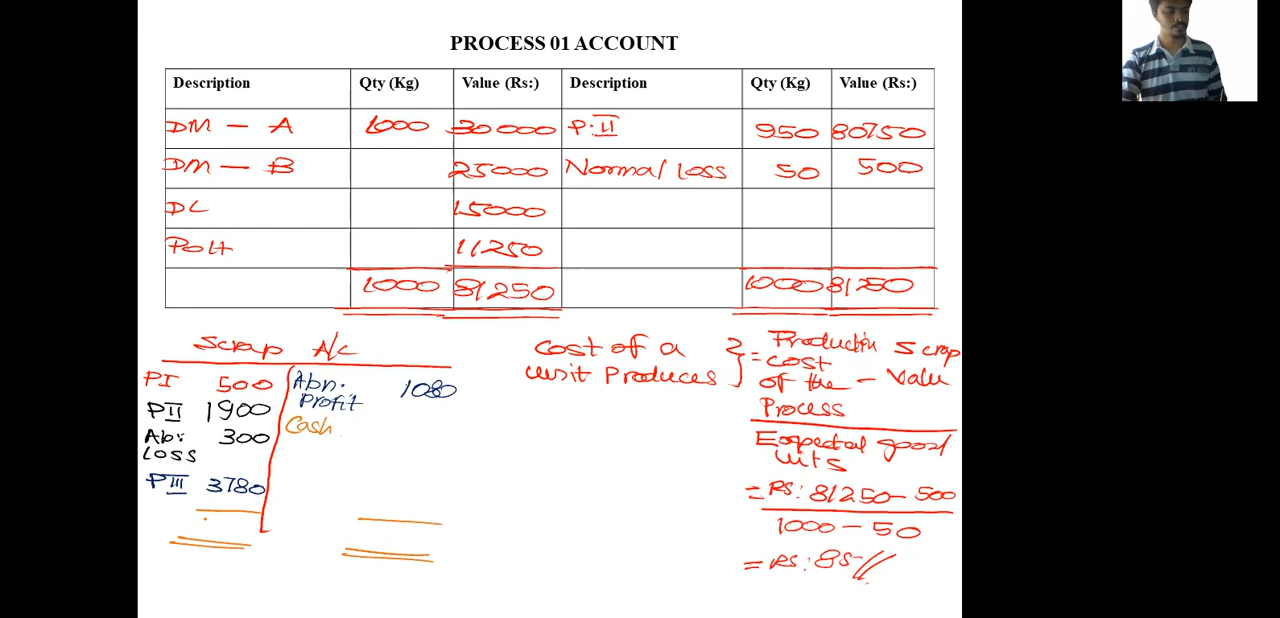 PROCESS 01 ACCOUNT
Description Qty (Kg) Value (Rs:) Description Qty (Kg) Value (Rs:)
DM - A 1000 30000 P.II 950 80750
DM - B 25000 Normal loss 50 500
DL 15000
POH 11250
1000 81250 1000 81250
Scrap A/c
PI 500 Abn. Profit 1080
PII 1900 Cash
Ab: loss 300
PIII 3780
Cost of a
unit Produces
= Production cost of the Process - Scrap Value
Expected good
units
= RS: 81250 - 500
1000 - 50
= RS: 85//